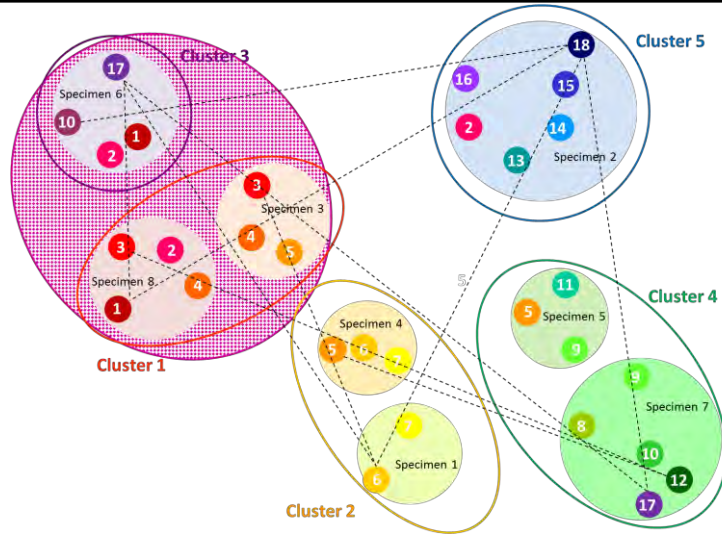 Cluster 3
17
Specimen 6
10
1
2
18
Cluster 5
16
15
2
14
13
Specimen 2
3
Specimen 3
4
5
3
2
Specimen 8
4
1
Cluster 1
5
Specimen 4
5
6
7
7
Specimen 1
6
Cluster 2
11
Cluster 4
5
Specimen 5
9
9
Specimen 7
8
10
12
17